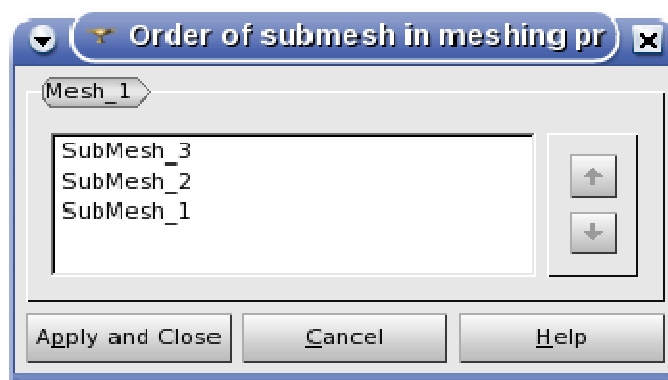 Order of submesh in meshing pr
Mesh_1
SubMesh_3
SubMesh_2
SubMesh_1
Apply and Close
Cancel
Help